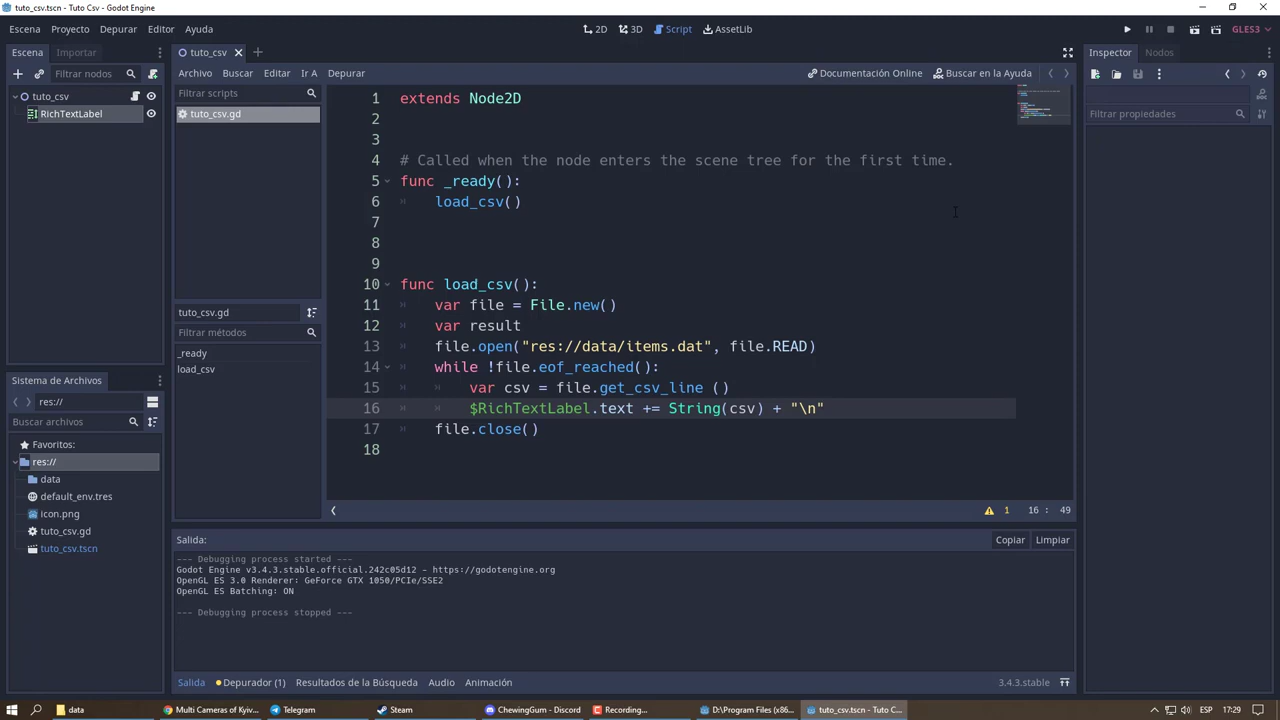 tuto_csv.tscn - Tuto Csv - Godot Engine
Escena Proyecto Depurar Editor Ayuda
2D 3D Script AssetLib
GLES3
Escena Importar
Filtrar nodos
tuto_csv
RichTextLabel
tuto_csv
Archivo Buscar Editar Ir A Depurar
Documentación Online Buscar en la Ayuda
Filtrar scripts
tuto_csv.gd
tuto_csv.gd
Filtrar métodos
_ready
load_csv
1 extends Node2D
2
3
4 # Called when the node enters the scene tree for the first time.
5 func _ready():
6 load_csv()
7
8
9
10 func load_csv():
11 var file = File.new()
12 var result
13 file.open("res://data/items.dat", file.READ)
14 while !file.eof_reached():
15 var csv = file.get_csv_line ()
16 $RichTextLabel.text += String(csv) + "\n"
17 file.close()
18
1 16 : 49
Inspector Nodos
Filtrar propiedades
Sistema de Archivos
res://
Buscar archivos
Favoritos:
res://
data
default_env.tres
icon.png
tuto_csv.gd
tuto_csv.tscn
Salida: Copiar Limpiar
--- Debugging process started ---
Godot Engine v3.4.3.stable.official.242c05d12 - https://godotengine.org
OpenGL ES 3.0 Renderer: GeForce GTX 1050/PCIe/SSE2
OpenGL ES Batching: ON
--- Debugging process stopped ---
Salida Depurador (1) Resultados de la Búsqueda Audio Animación 3.4.3.stable
data Multi Cameras of Kyiv... Telegram Steam ChewingGum - Discord Recording... D:\Program Files (x86... tuto_csv.tscn - Tuto C... ESP 17:29